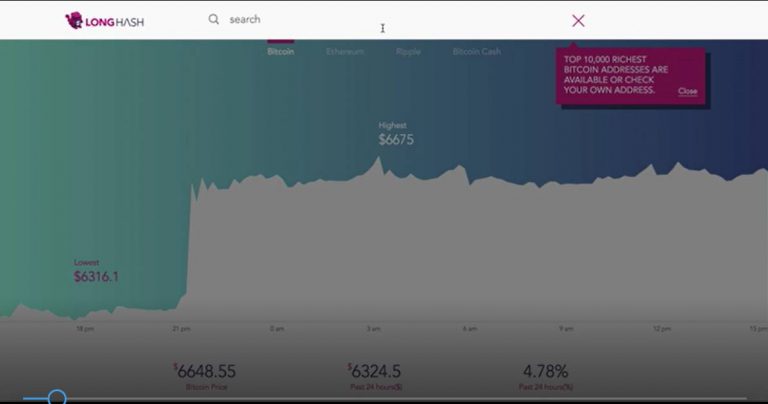 LONGHASH
search
Bitcoin Ethereum Ripple Bitcoin Cash
TOP 10,000 RICHEST
BITCOIN ADDRESSES ARE
AVAILABLE OR CHECK
YOUR OWN ADDRESS.
Close
Highest
$6675
Lowest
$6316.1
18 pm 21 pm 0 am 3 am 6 am 9 am 12 pm 15 pm
$6648.55 $6324.5 4.78%
Bitcoin Price Past 24 hours($) Past 24 hours(%)